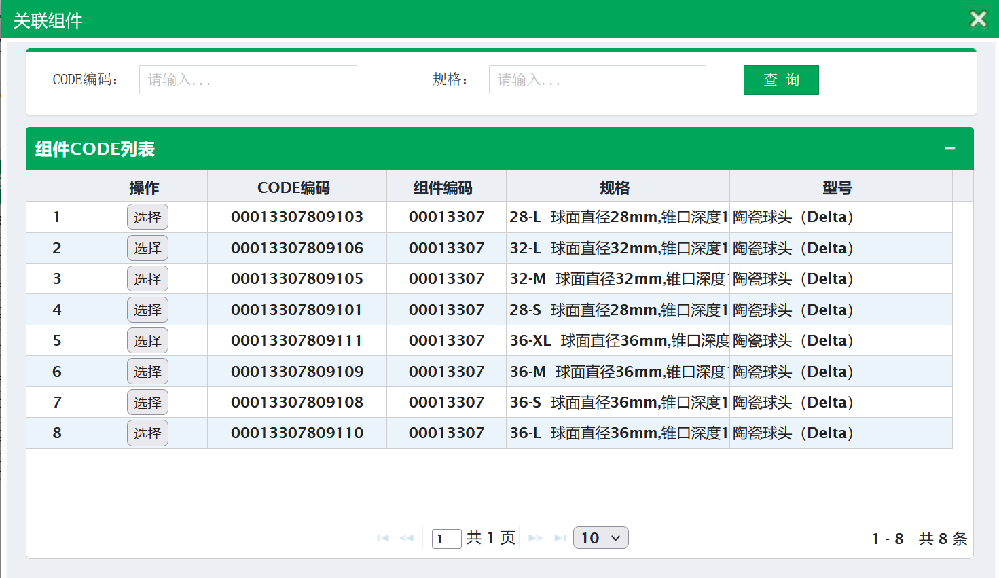 关联组件
CODE编码： 请输入... 规格： 请输入... 查 询
组件CODE列表
操作 CODE编码 组件编码 规格 型号
1 选择 00013307809103 00013307 28-L 球面直径28mm,锥口深度1 陶瓷球头（Delta）
2 选择 00013307809106 00013307 32-L 球面直径32mm,锥口深度1 陶瓷球头（Delta）
3 选择 00013307809105 00013307 32-M 球面直径32mm,锥口深度 陶瓷球头（Delta）
4 选择 00013307809101 00013307 28-S 球面直径28mm,锥口深度1 陶瓷球头（Delta）
5 选择 00013307809111 00013307 36-XL 球面直径36mm,锥口深度 陶瓷球头（Delta）
6 选择 00013307809109 00013307 36-M 球面直径36mm,锥口深度 陶瓷球头（Delta）
7 选择 00013307809108 00013307 36-S 球面直径36mm,锥口深度1 陶瓷球头（Delta）
8 选择 00013307809110 00013307 36-L 球面直径36mm,锥口深度1 陶瓷球头（Delta）
1 共 1 页 10 1 - 8 共 8 条